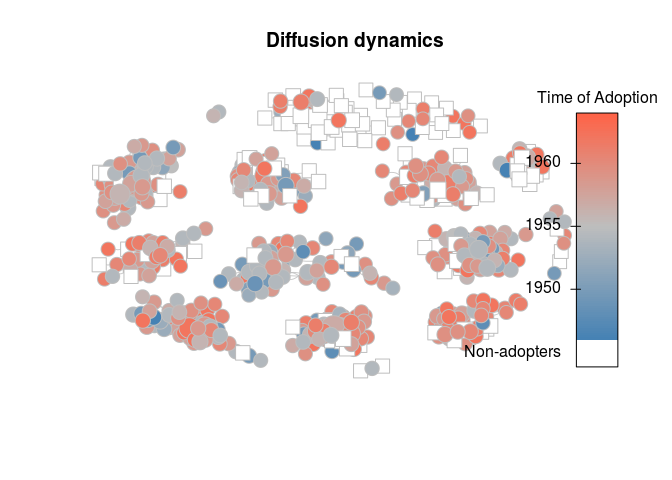 Diffusion dynamics
Time of Adoption
1960
1955
1950
Non-adopters